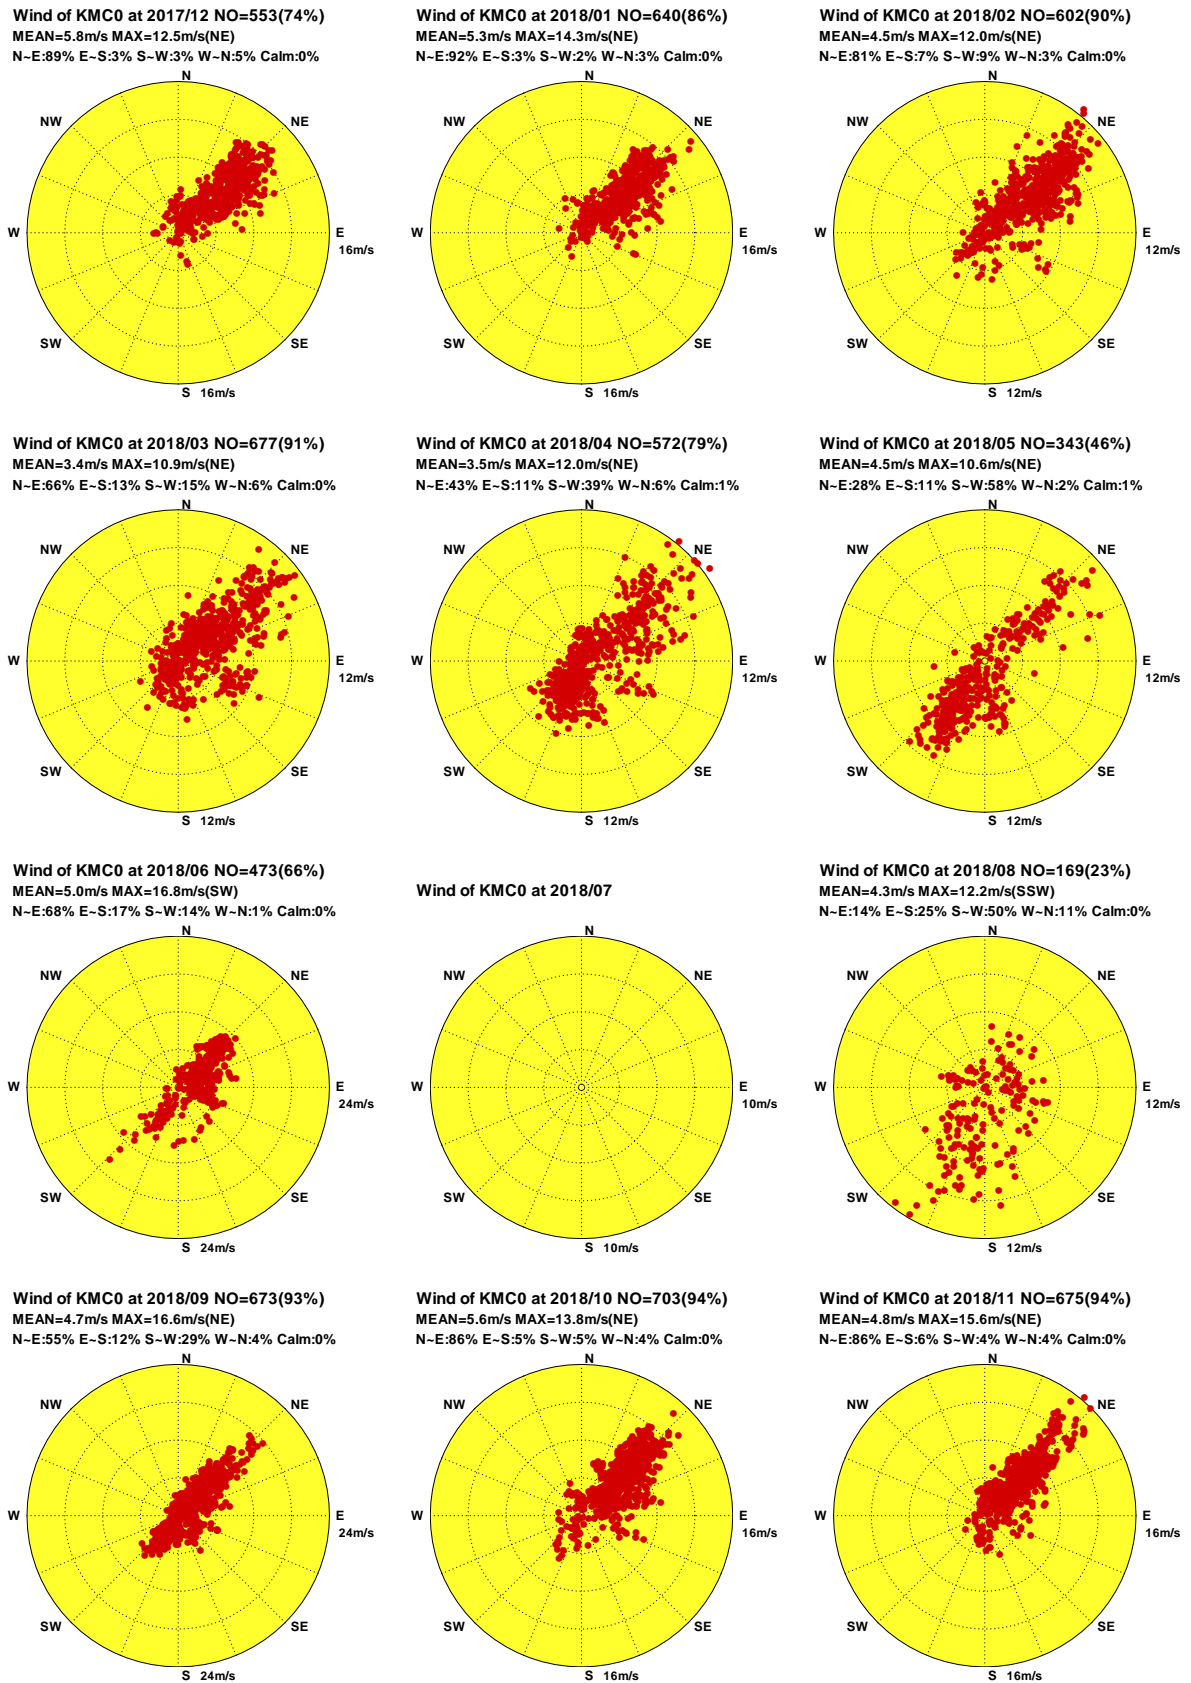 Wind of KMC0 at 2017/12 NO=553(74%)
MEAN=5.8m/s MAX=12.5m/s(NE)
N~E:89% E~S:3% S~W:3% W~N:5% Calm:0%
N
NW
NE
W
E
16m/s
SW
SE
S 16m/s
Wind of KMC0 at 2018/01 NO=640(86%)
MEAN=5.3m/s MAX=14.3m/s(NE)
N~E:92% E~S:3% S~W:2% W~N:3% Calm:0%
N
NW
NE
W
E
16m/s
SW
SE
S 16m/s
Wind of KMC0 at 2018/02 NO=602(90%)
MEAN=4.5m/s MAX=12.0m/s(NE)
N~E:81% E~S:7% S~W:9% W~N:3% Calm:0%
N
NW
NE
W
E
12m/s
SW
SE
S 12m/s
Wind of KMC0 at 2018/03 NO=677(91%)
MEAN=3.4m/s MAX=10.9m/s(NE)
N~E:66% E~S:13% S~W:15% W~N:6% Calm:0%
N
NW
NE
W
E
12m/s
SW
SE
S 12m/s
Wind of KMC0 at 2018/04 NO=572(79%)
MEAN=3.5m/s MAX=12.0m/s(NE)
N~E:43% E~S:11% S~W:39% W~N:6% Calm:1%
N
NW
NE
W
E
12m/s
SW
SE
S 12m/s
Wind of KMC0 at 2018/05 NO=343(46%)
MEAN=4.5m/s MAX=10.6m/s(NE)
N~E:28% E~S:11% S~W:58% W~N:2% Calm:1%
N
NW
NE
W
E
12m/s
SW
SE
S 12m/s
Wind of KMC0 at 2018/06 NO=473(66%)
MEAN=5.0m/s MAX=16.8m/s(SW)
N~E:68% E~S:17% S~W:14% W~N:1% Calm:0%
N
NW
NE
W
E
24m/s
SW
SE
S 24m/s
Wind of KMC0 at 2018/07
N
NW
NE
W
E
10m/s
SW
SE
S 10m/s
Wind of KMC0 at 2018/08 NO=169(23%)
MEAN=4.3m/s MAX=12.2m/s(SSW)
N~E:14% E~S:25% S~W:50% W~N:11% Calm:0%
N
NW
NE
W
E
12m/s
SW
SE
S 12m/s
Wind of KMC0 at 2018/09 NO=673(93%)
MEAN=4.7m/s MAX=16.6m/s(NE)
N~E:55% E~S:12% S~W:29% W~N:4% Calm:0%
N
NW
NE
W
E
24m/s
SW
SE
S 24m/s
Wind of KMC0 at 2018/10 NO=703(94%)
MEAN=5.6m/s MAX=13.8m/s(NE)
N~E:86% E~S:5% S~W:5% W~N:4% Calm:0%
N
NW
NE
W
E
16m/s
SW
SE
S 16m/s
Wind of KMC0 at 2018/11 NO=675(94%)
MEAN=4.8m/s MAX=15.6m/s(NE)
N~E:86% E~S:6% S~W:4% W~N:4% Calm:0%
N
NW
NE
W
E
16m/s
SW
SE
S 16m/s